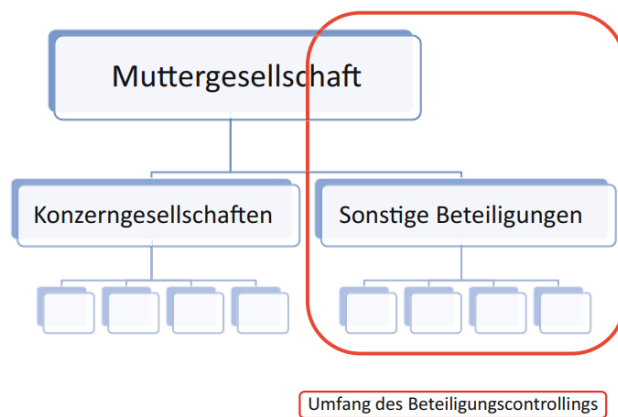 Muttergesellschaft
Konzerngesellschaften
Sonstige Beteiligungen
Umfang des Beteiligungscontrollings